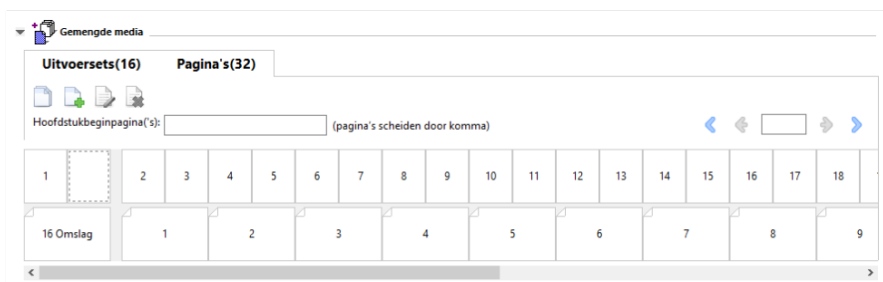 Gemengde media
Uitvoersets(16) Pagina's(32)
Hoofdstukbeginpagina('s): (pagina's scheiden door komma)
1 2 3 4 5 6 7 8 9 10 11 12 13 14 15 16 17 18
16 Omslag 1 2 3 4 5 6 7 8 9